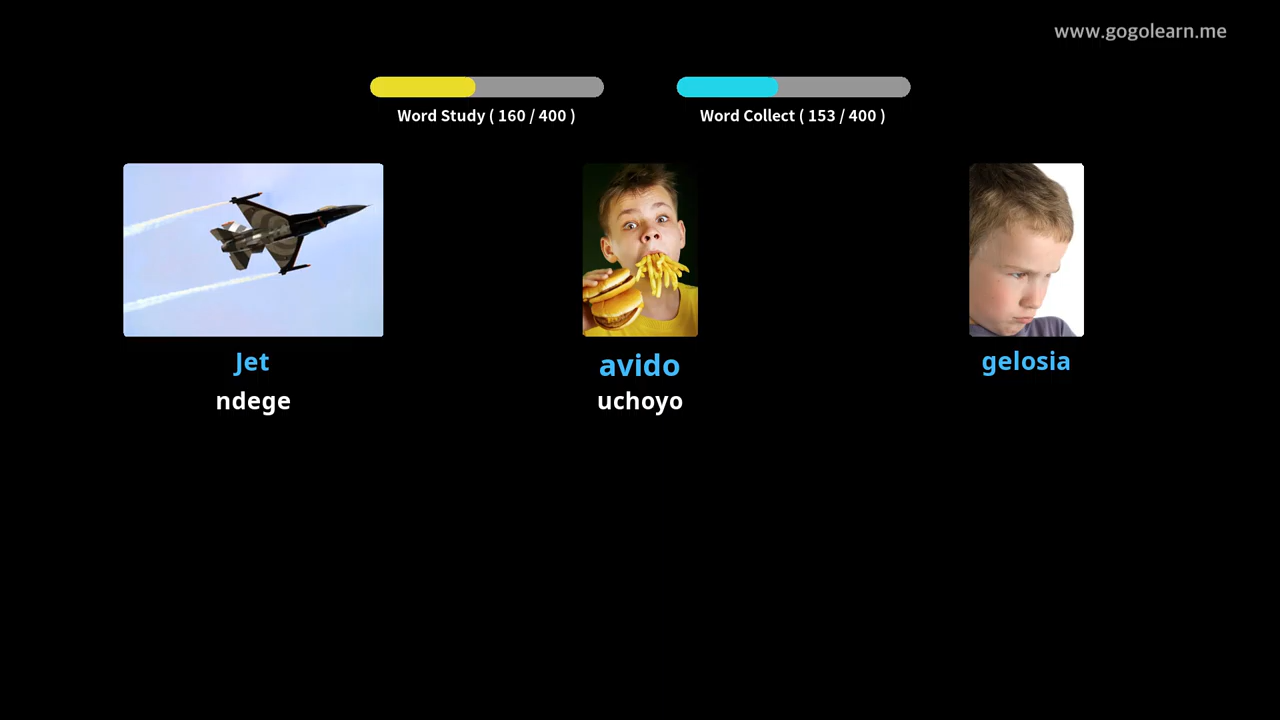 www.gogolearn.me
Word Study ( 160 / 400 )
Word Collect ( 153 / 400 )
Jet
ndege
avido
uchoyo
gelosia